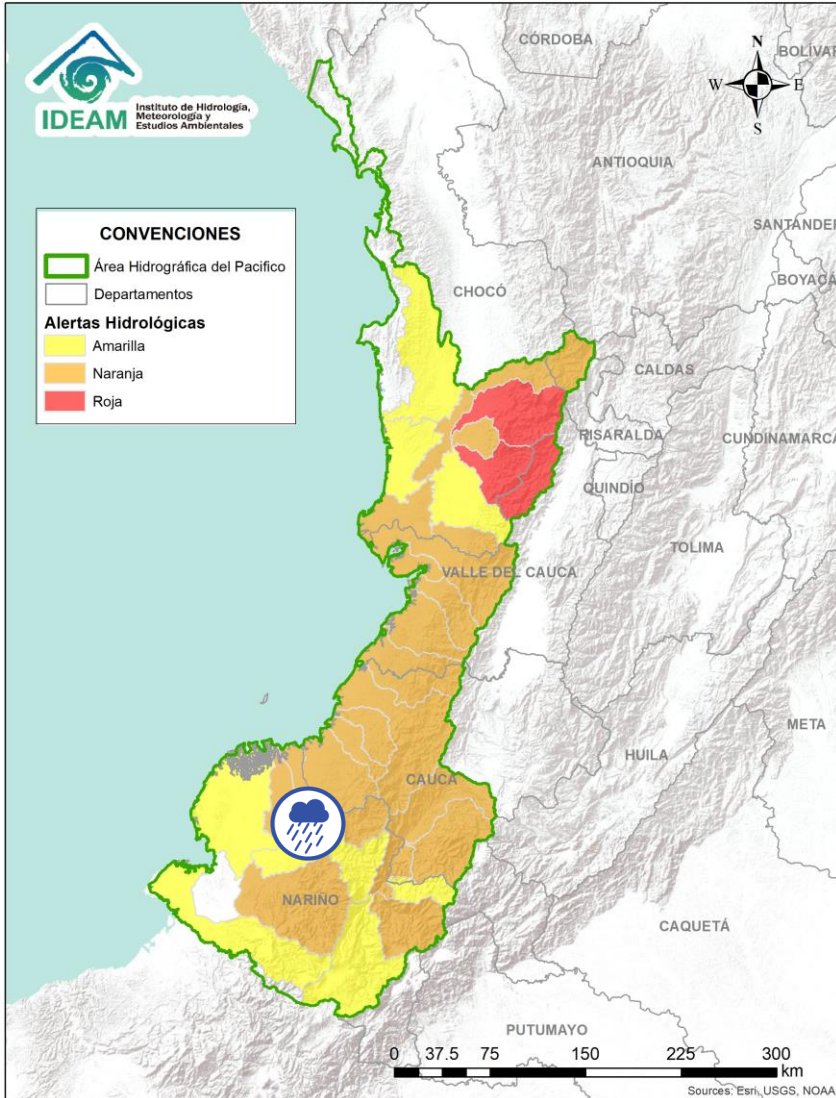 IDEAM
Instituto de Hidrología,
Meteorología y
Estudios Ambientales
CÓRDOBA
BOLÍVAR
N
W
E
S
ANTIOQUIA
SANTANDER
BOYACÁ
CHOCÓ
CONVENCIONES
Área Hidrográfica del Pacifico
Departamentos
Alertas Hidrológicas
Amarilla
Naranja
Roja
CALDAS
RISARALDA
CUNDINAMARCA
QUINDÍO
TOLIMA
VALLE DEL CAUCA
META
HUILA
CAUCA
NARIÑO
CAQUETÁ
PUTUMAYO
0 37.5 75 150 225 300
km
Sources: Esri, USGS, NOAA